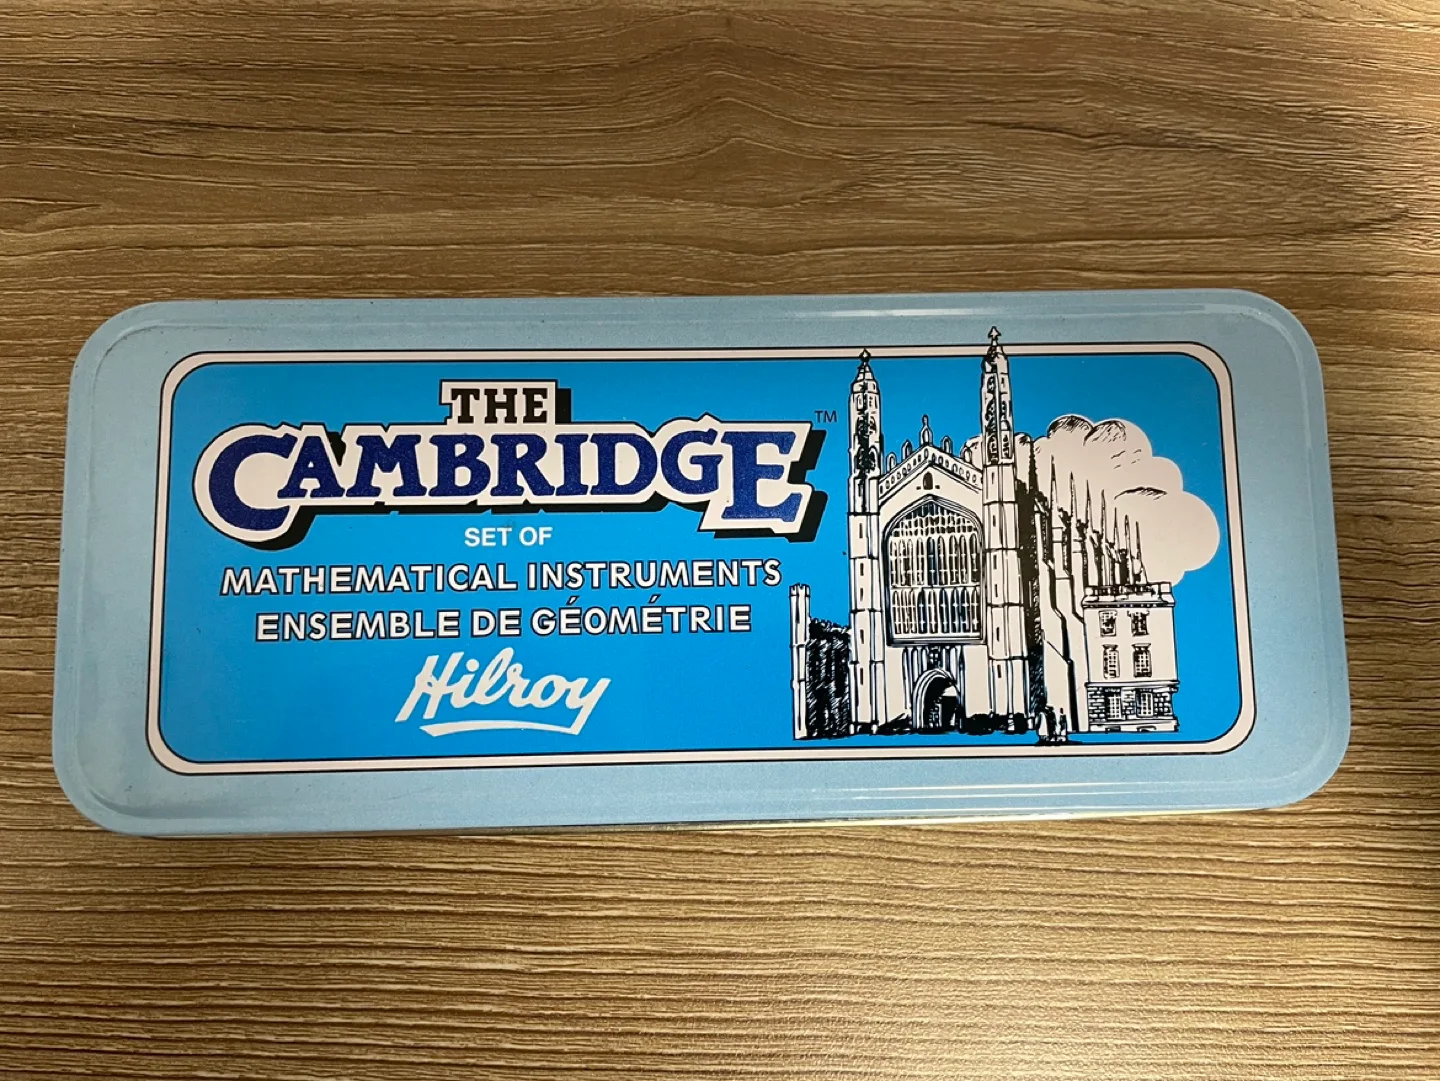 THE
CAMBRIDGE™
SET OF
MATHEMATICAL INSTRUMENTS
ENSEMBLE DE GÉOMÉTRIE
Hilroy